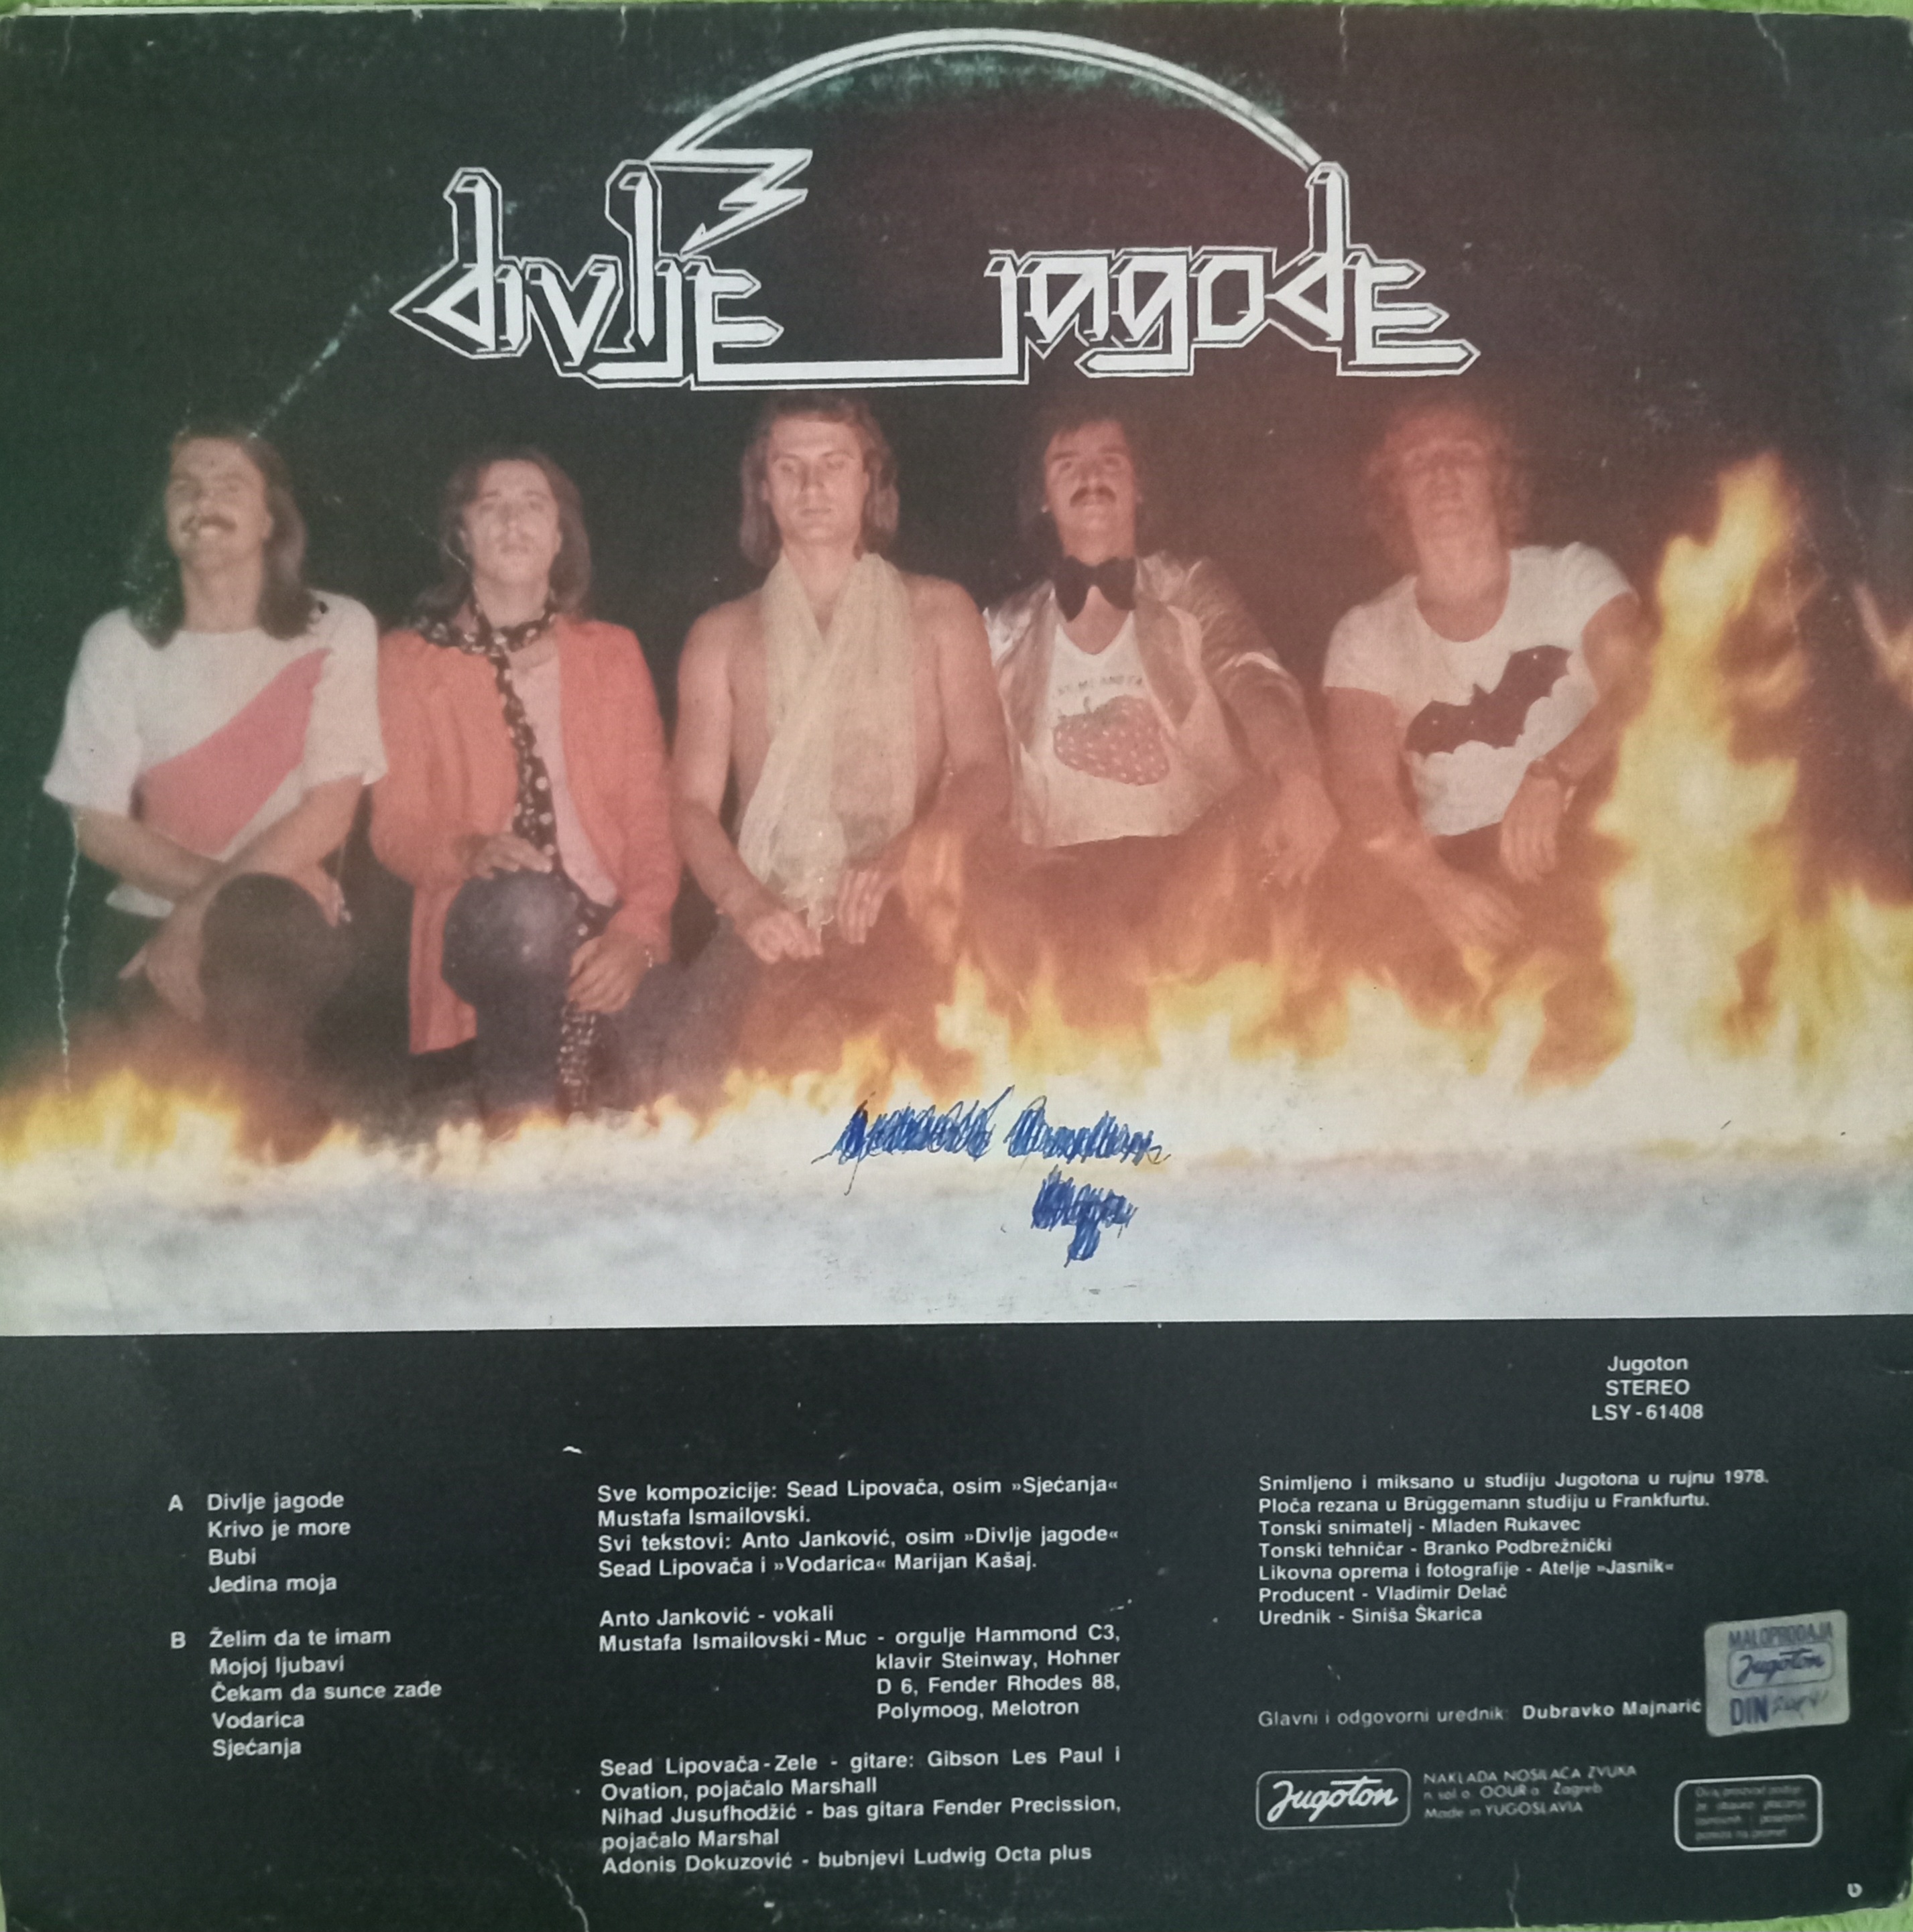 divlje jagode
Jugoton
STEREO
LSY-61408
A Divlje jagode
Krivo je more
Bubi
Jedina moja
B Želim da te imam
Mojoj ljubavi
Čekam da sunce zađe
Vodarica
Sjećanja
Sve kompozicije: Sead Lipovača, osim »Sjećanja«
Mustafa Ismailovski.
Svi tekstovi: Anto Janković, osim »Divlje jagode«
Sead Lipovača i »Vodarica« Marijan Kašaj.
Anto Janković - vokali
Mustafa Ismailovski-Muc - orgulje Hammond C3,
klavir Steinway, Hohner
D 6, Fender Rhodes 88,
Polymoog, Melotron
Sead Lipovača-Zele - gitare: Gibson Les Paul i
Ovation, pojačalo Marshall
Nihad Jusufhodžić - bas gitara Fender Precission,
pojačalo Marshal
Adonis Dokuzović - bubnjevi Ludwig Octa plus
Snimljeno i miksano u studiju Jugotona u rujnu 1978.
Ploča rezana u Brüggemann studiju u Frankfurtu.
Tonski snimatelj - Mladen Rukavec
Tonski tehničar - Branko Podbrežnički
Likovna oprema i fotografije - Atelje »Jasnik«
Producent - Vladimir Delač
Urednik - Siniša Škarica
MALOPRODAJA
Jugoton
DIN
Glavni i odgovorni urednik: Dubravko Majnarić
Jugoton
NAKLADA NOSILACA ZVUKA
n. sol. o. OOUR-a Zagreb
Made in YUGOSLAVIA